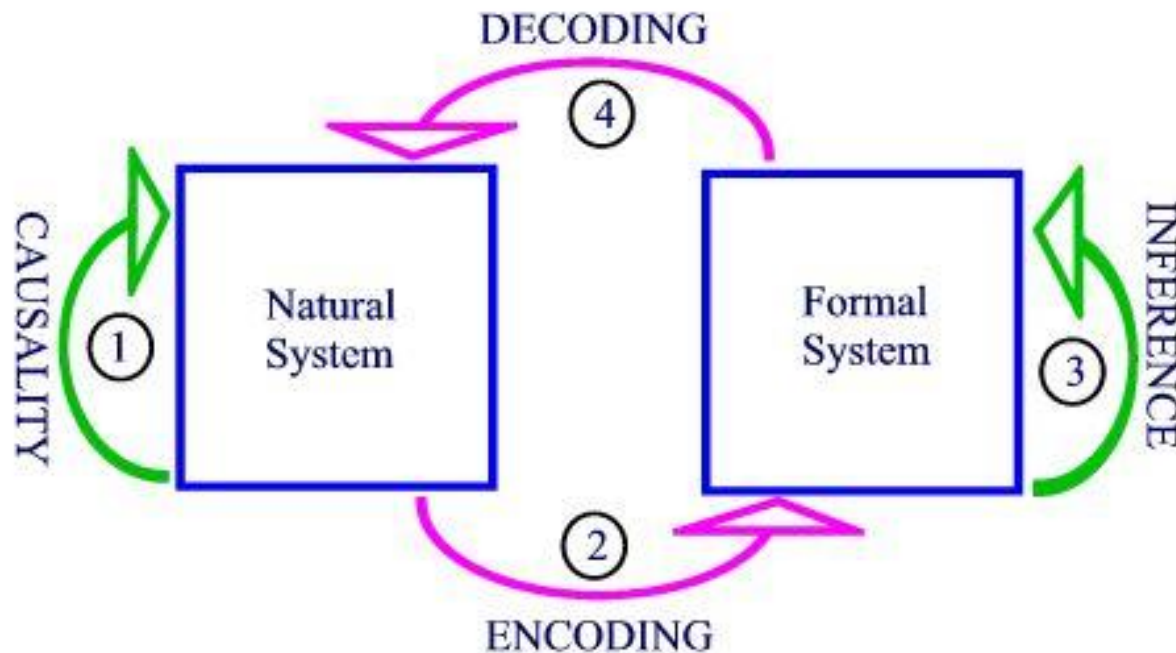 DECODING
4
CAUSALITY
1
Natural
System
Formal
System
3
INFERENCE
2
ENCODING